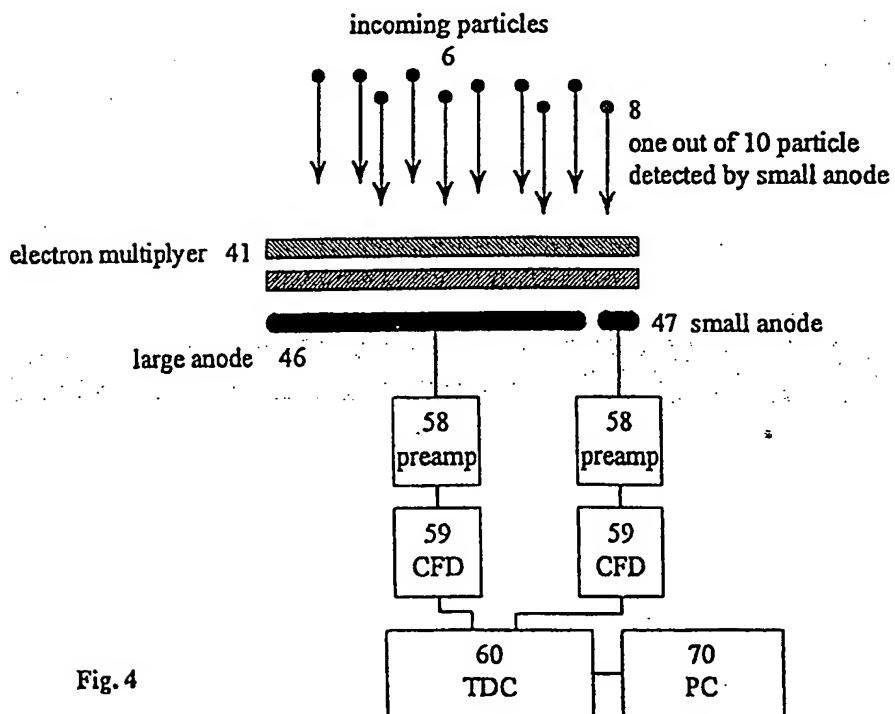 incoming particles
6
8
one out of 10 particle
detected by small anode
electron multiplyer 41
47 small anode
large anode 46
58
preamp
58
preamp
59
CFD
59
CFD
60
TDC
70
PC
Fig. 4